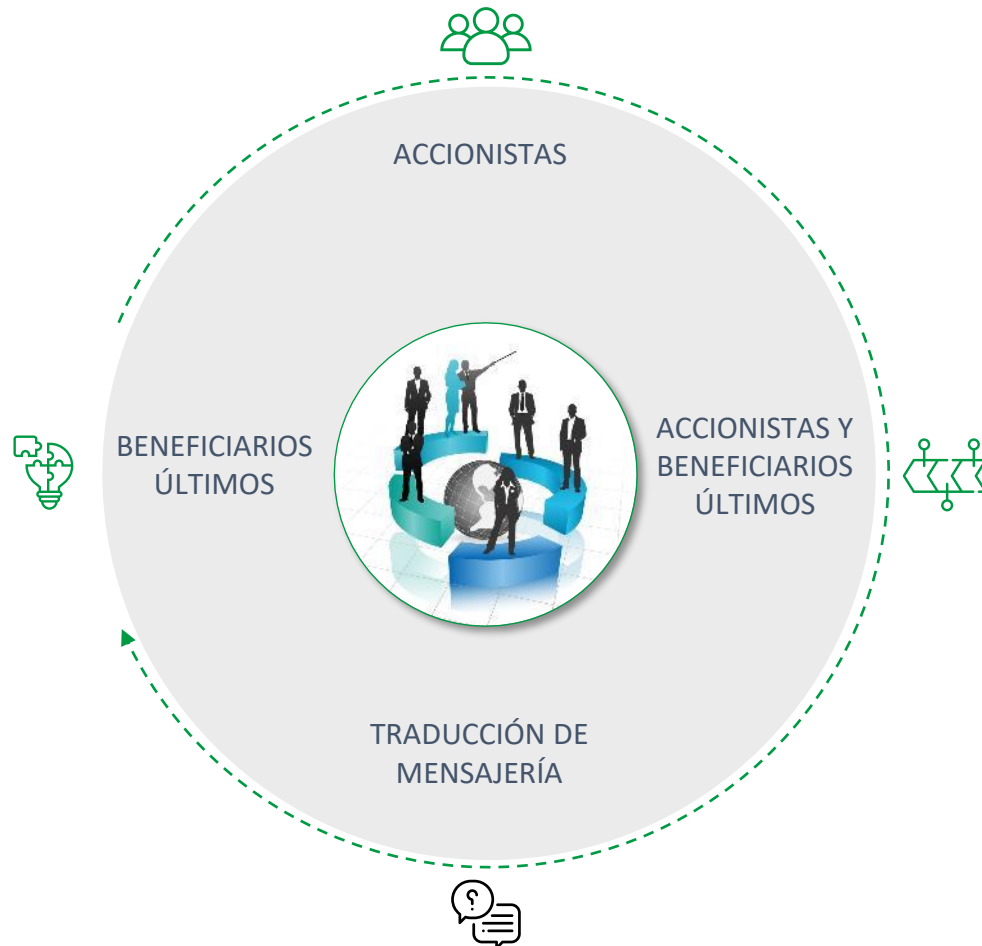 ACCIONISTAS
BENEFICIARIOS
ÚLTIMOS
ACCIONISTAS Y
BENEFICIARIOS
ÚLTIMOS
TRADUCCIÓN DE
MENSAJERÍA